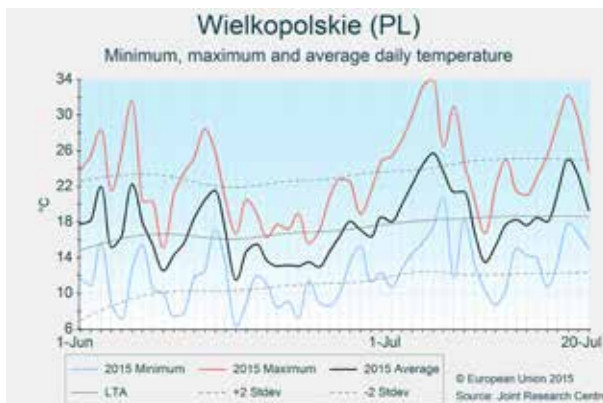 Wielkopolskie (PL)
Minimum, maximum and average daily temperature
34
30
26
22
18
14
10
6
°C
1-Jun
1-Jul
20-Jul
2015 Minimum
2015 Maximum
2015 Average
LTA
+2 Stdev
-2 Stdev
© European Union 2015
Source: Joint Research Centre